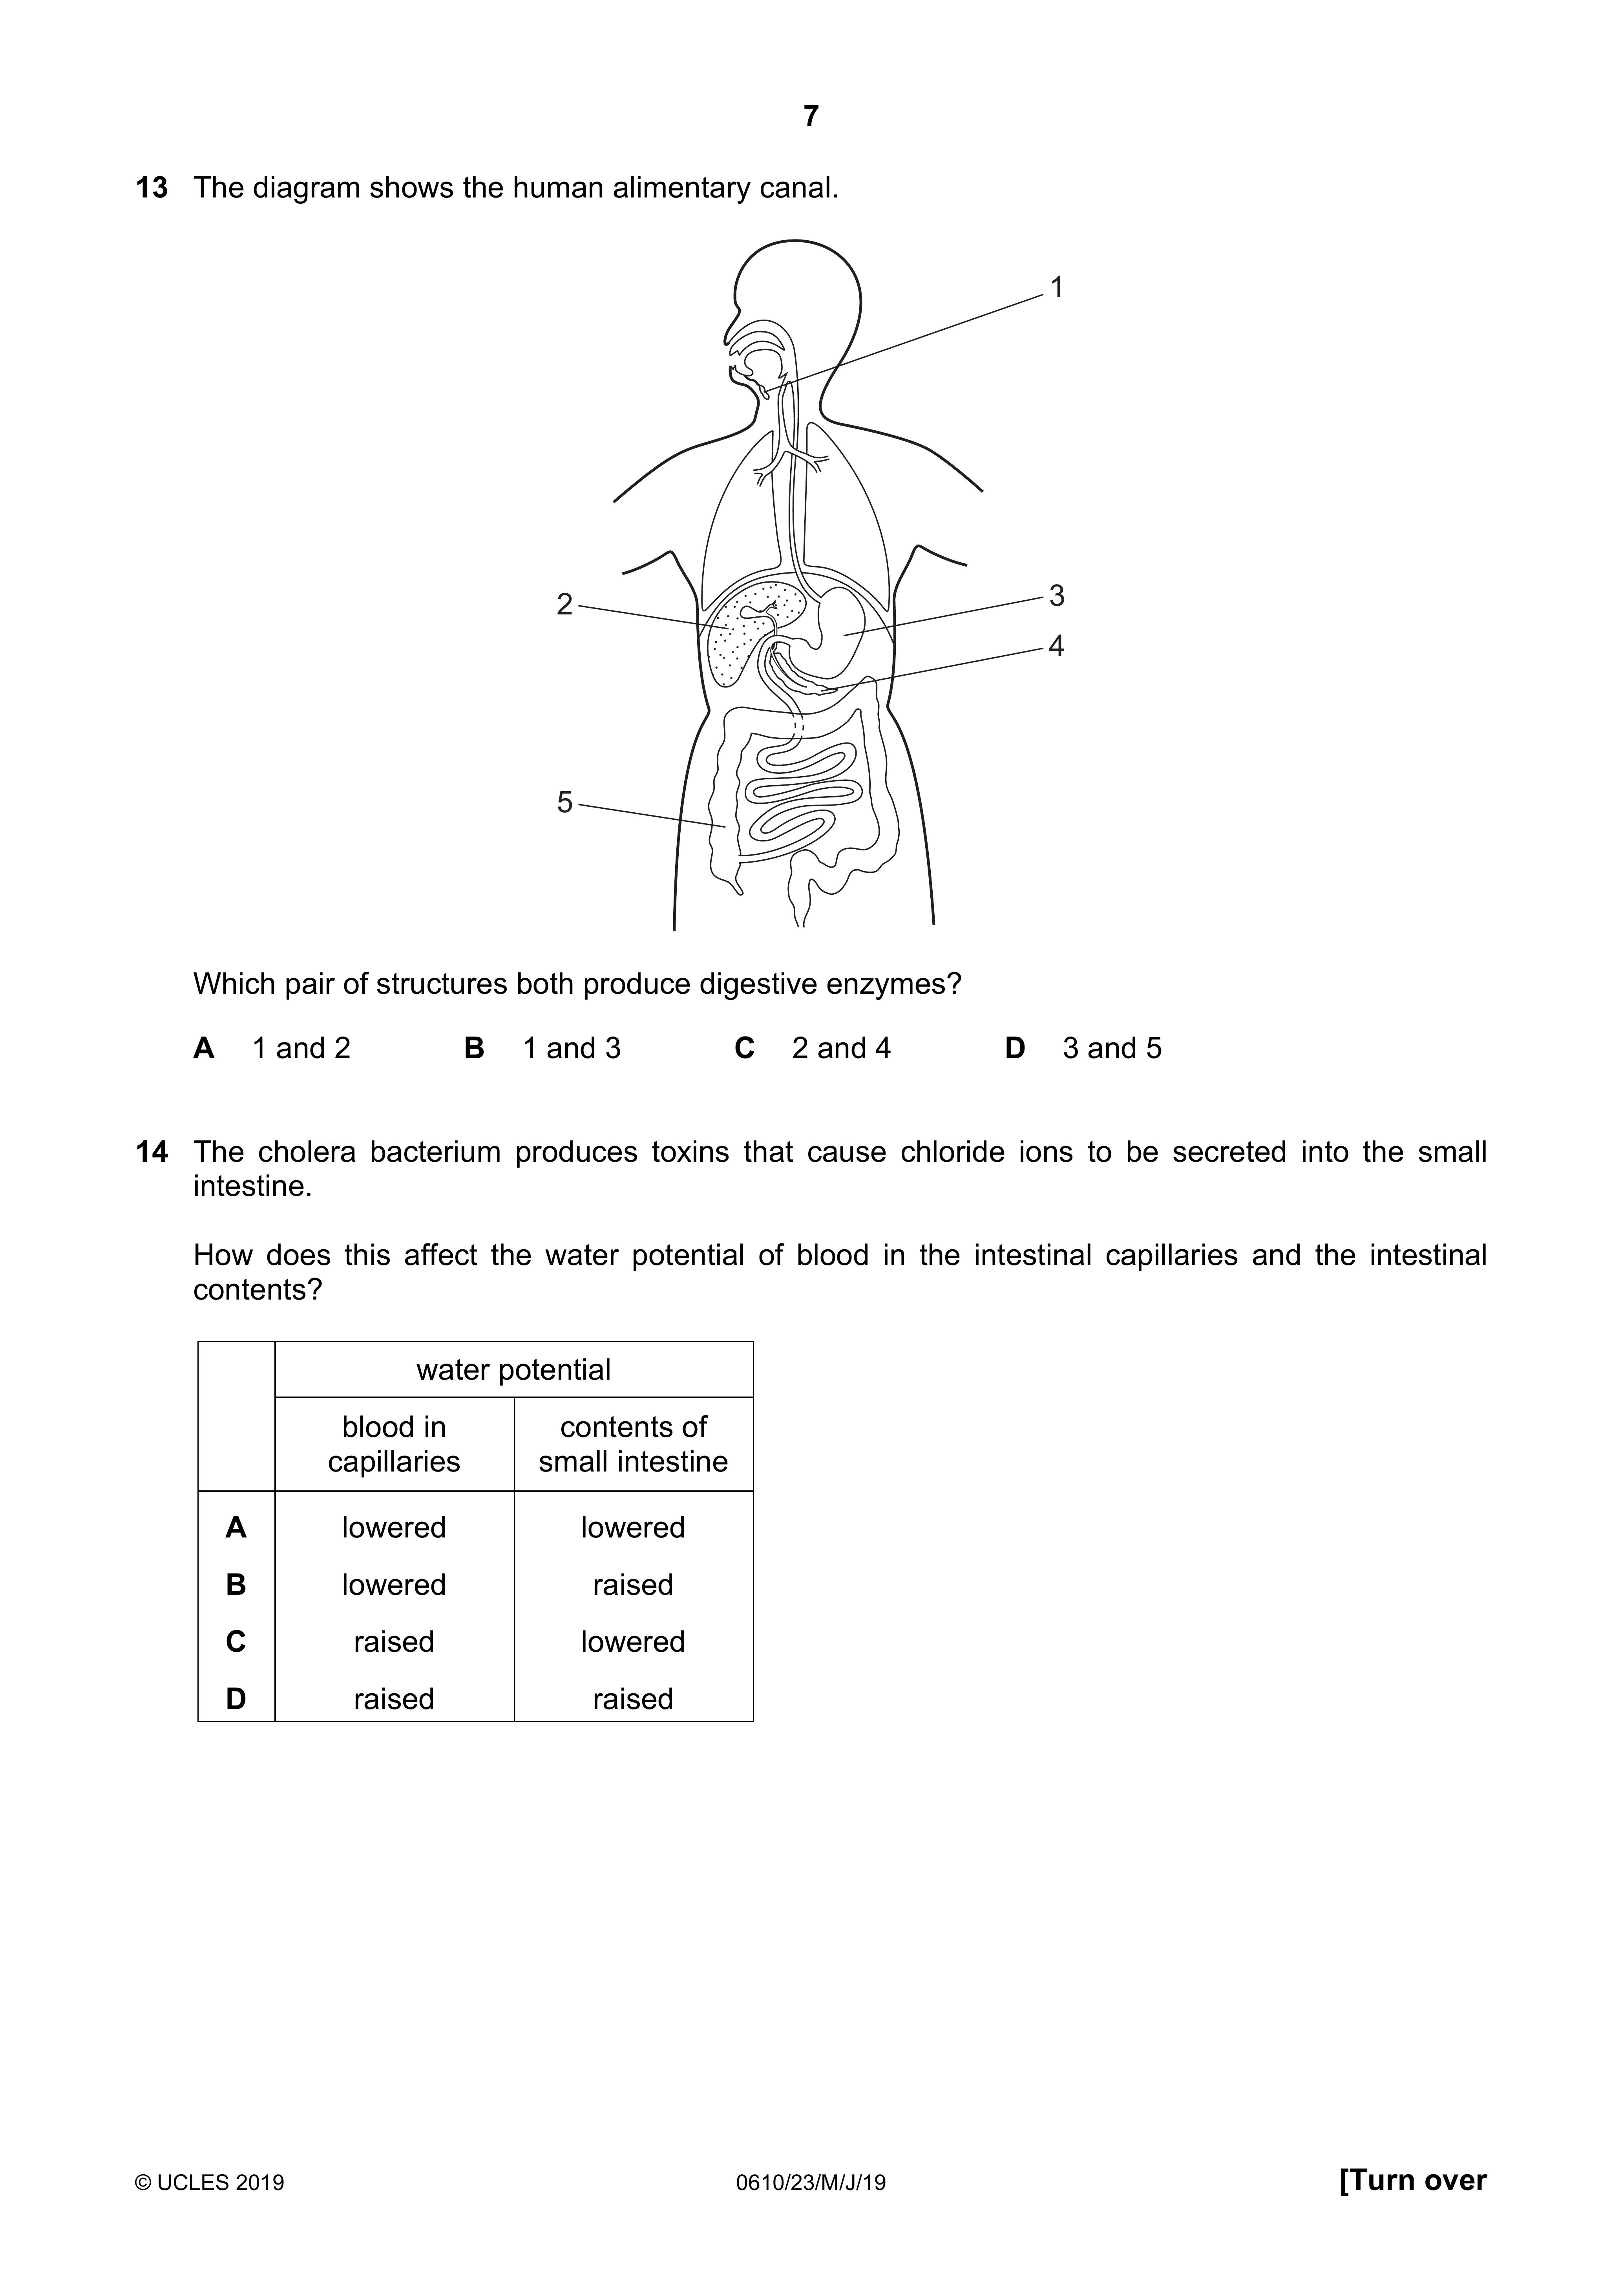 7
13 The diagram shows the human alimentary canal.
1
2
3
4
5
Which pair of structures both produce digestive enzymes?
A 1 and 2 B 1 and 3 C 2 and 4 D 3 and 5
14 The cholera bacterium produces toxins that cause chloride ions to be secreted into the small
intestine.
How does this affect the water potential of blood in the intestinal capillaries and the intestinal
contents?
water potential
blood in capillaries contents of small intestine
A lowered lowered
B lowered raised
C raised lowered
D raised raised
© UCLES 2019 0610/23/M/J/19 [Turn over